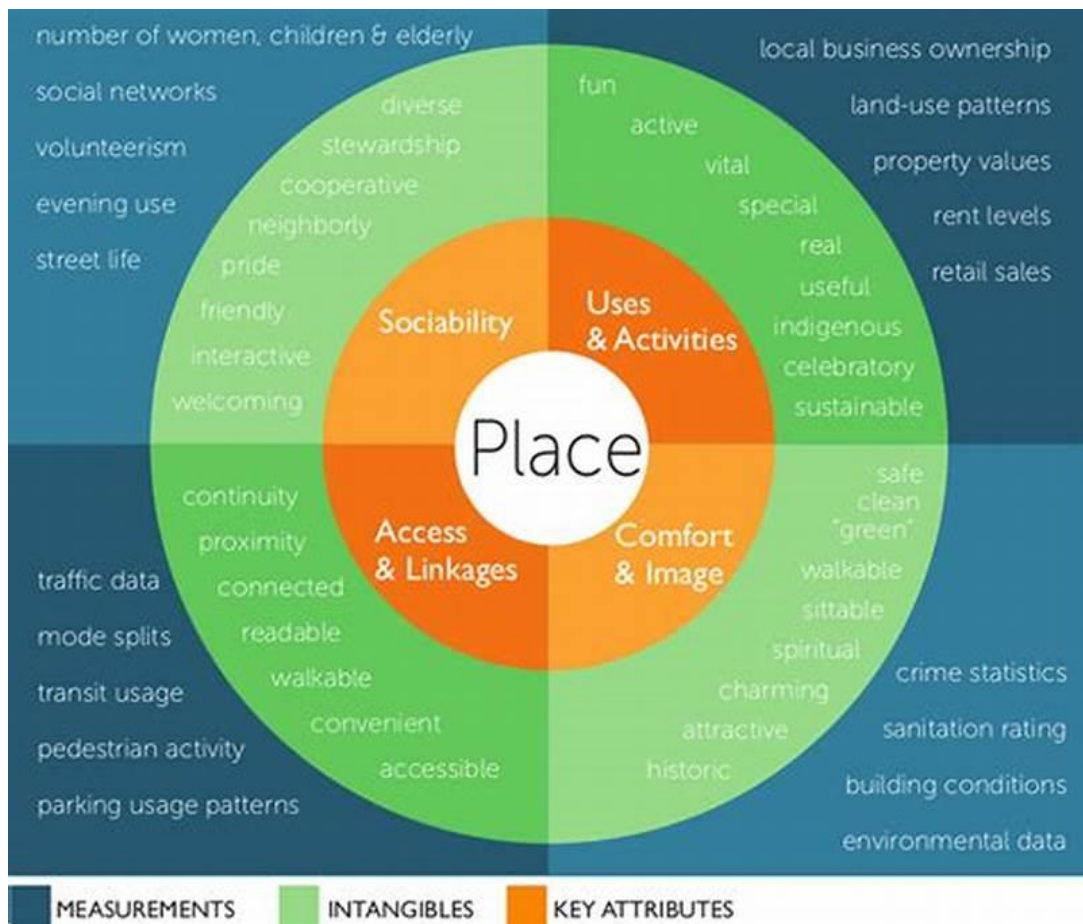 number of women, children & elderly
social networks
volunteerism
evening use
street life
diverse
stewardship
cooperative
neighborly
pride
friendly
interactive
welcoming
Sociability
fun
active
vital
special
real
useful
indigenous
celebratory
sustainable
Uses
& Activities
local business ownership
land-use patterns
property values
rent levels
retail sales
Place
continuity
proximity
connected
readable
walkable
convenient
accessible
Access
& Linkages
traffic data
mode splits
transit usage
pedestrian activity
parking usage patterns
Comfort
& Image
safe
clean
"green"
walkable
sittable
spiritual
charming
attractive
historic
crime statistics
sanitation rating
building conditions
environmental data
MEASUREMENTS
INTANGIBLES
KEY ATTRIBUTES